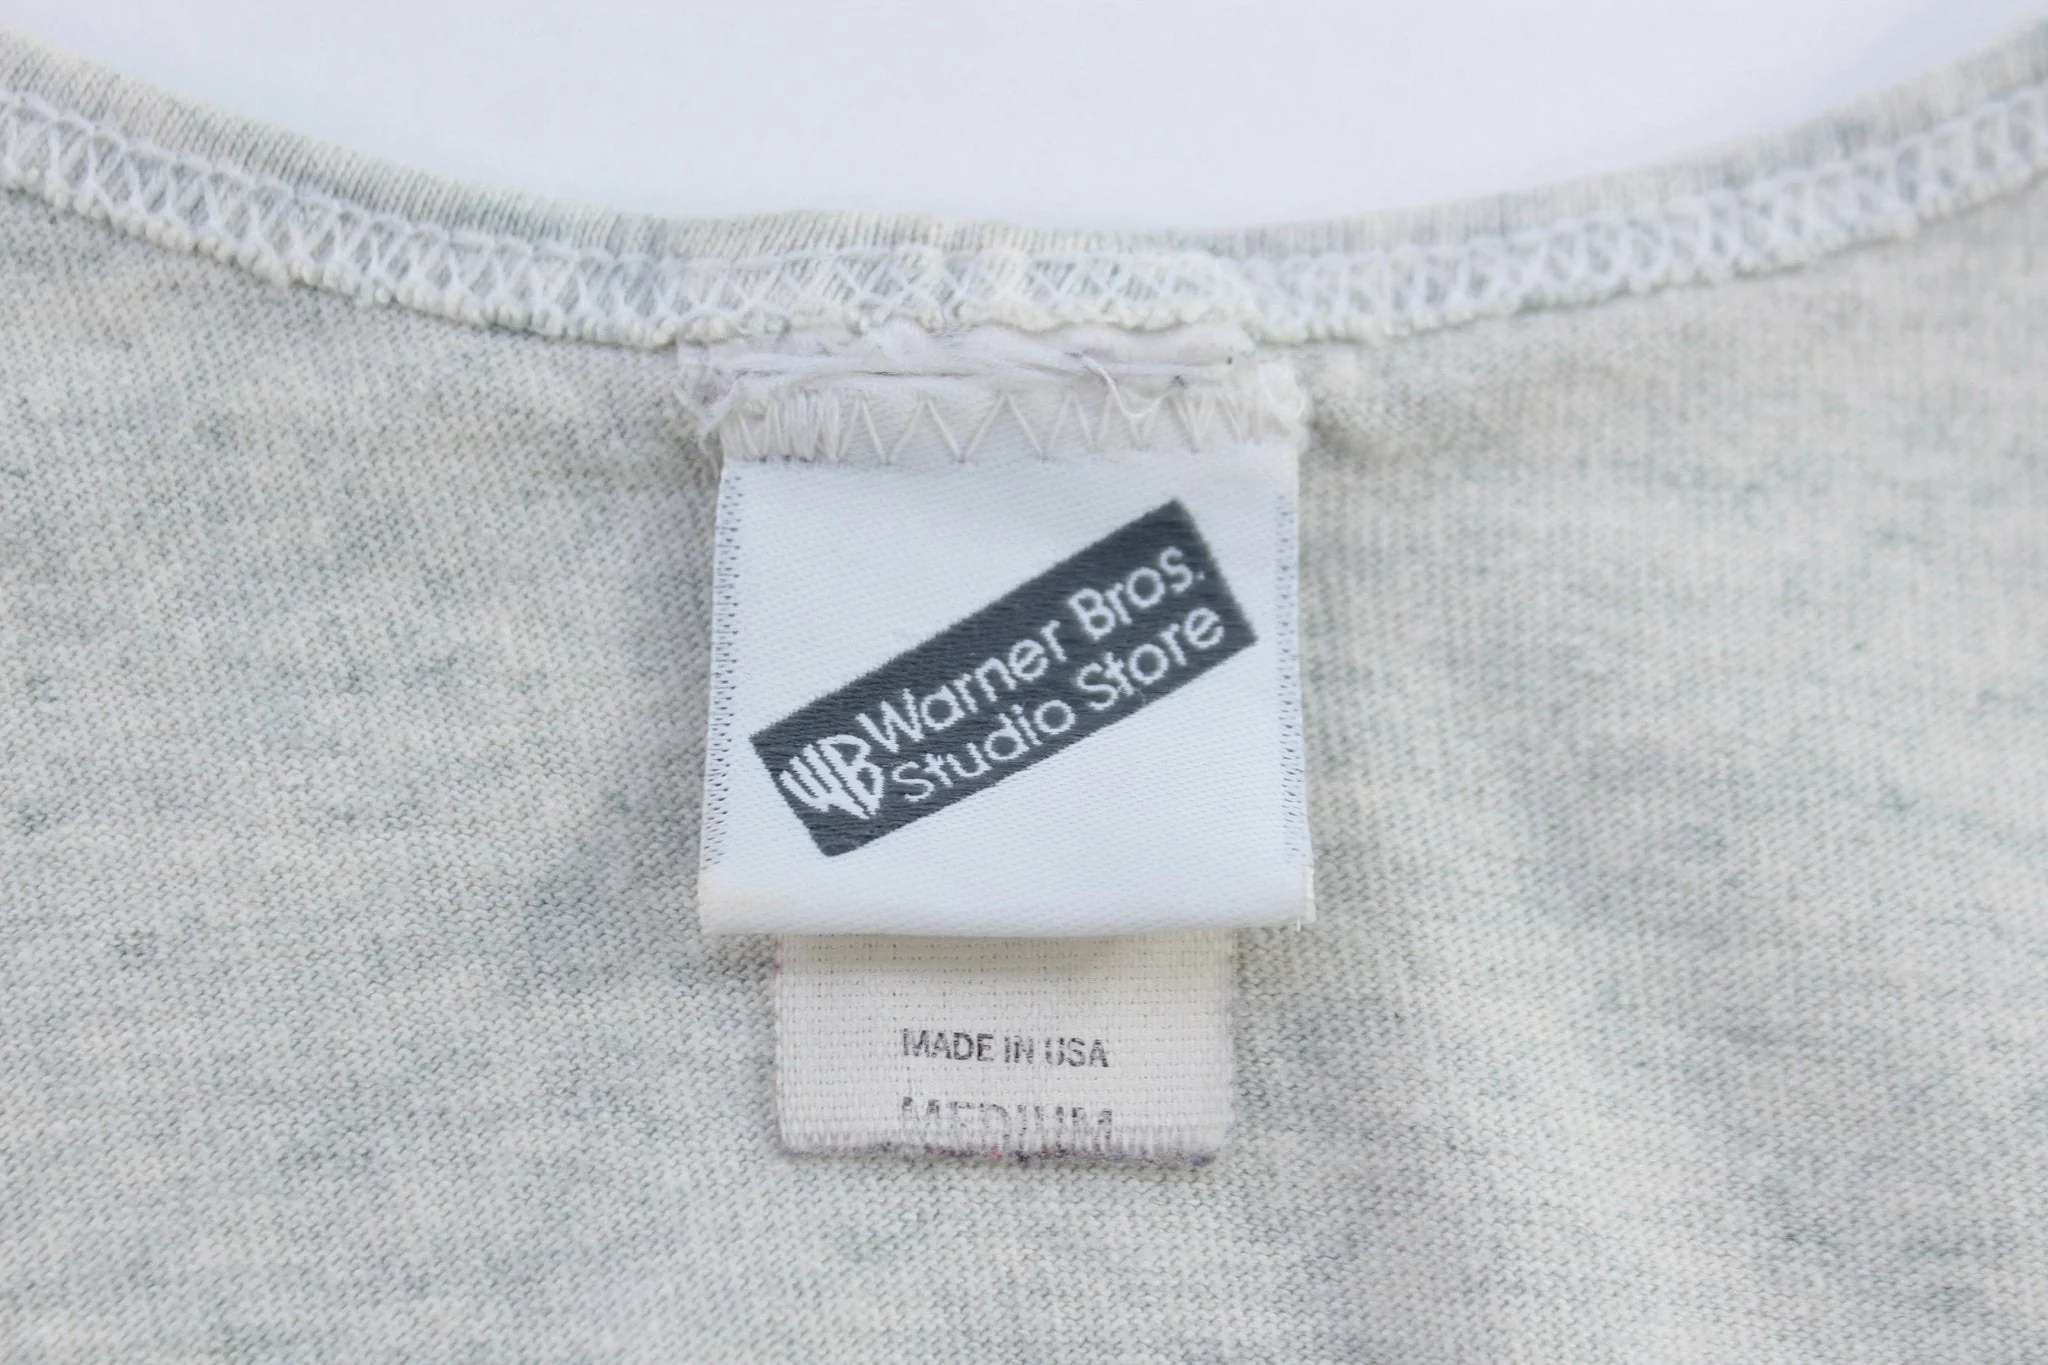 WB Warner Bros.
Studio Store
MADE IN USA
MEDIUM